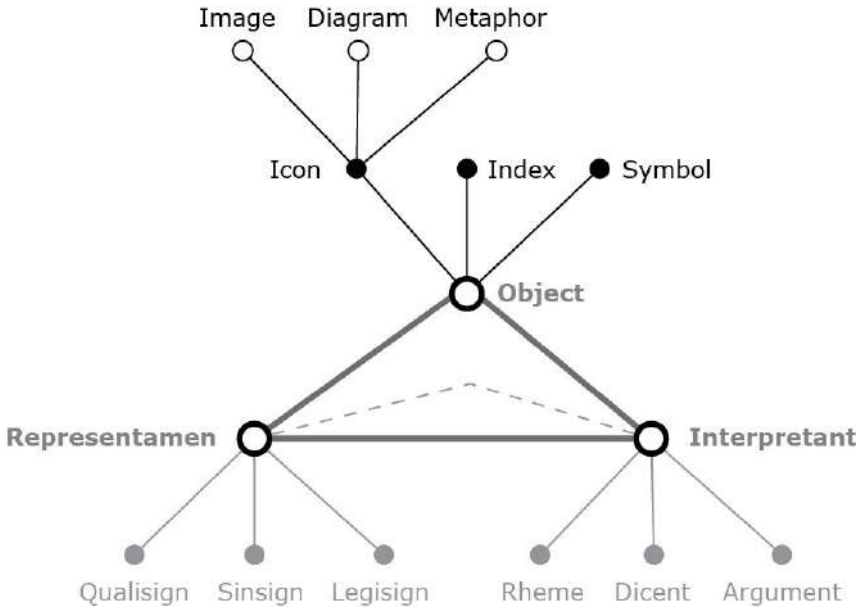 Image Diagram Metaphor
Icon Index Symbol
Object
Representamen Interpretant
Qualisign Sinsign Legisign Rheme Dicent Argument